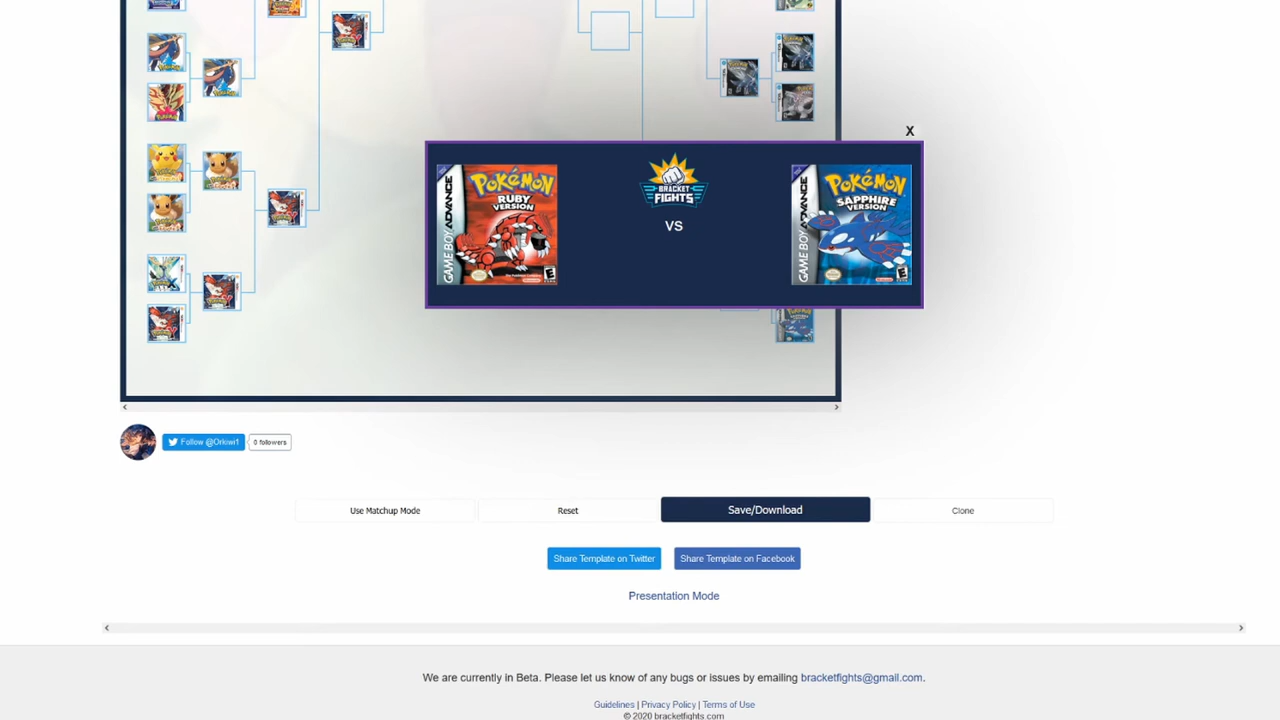 X
Pokémon
RUBY
VERSION
GAME BOY ADVANCE
E
BRACKET
FIGHTS
VS
Pokémon
SAPPHIRE
VERSION
GAME BOY ADVANCE
E
Follow @Orkiwi1
0 followers
Use Matchup Mode
Reset
Save/Download
Clone
Share Template on Twitter
Share Template on Facebook
Presentation Mode
We are currently in Beta. Please let us know of any bugs or issues by emailing bracketfights@gmail.com.
Guidelines | Privacy Policy | Terms of Use
© 2020 bracketfights.com